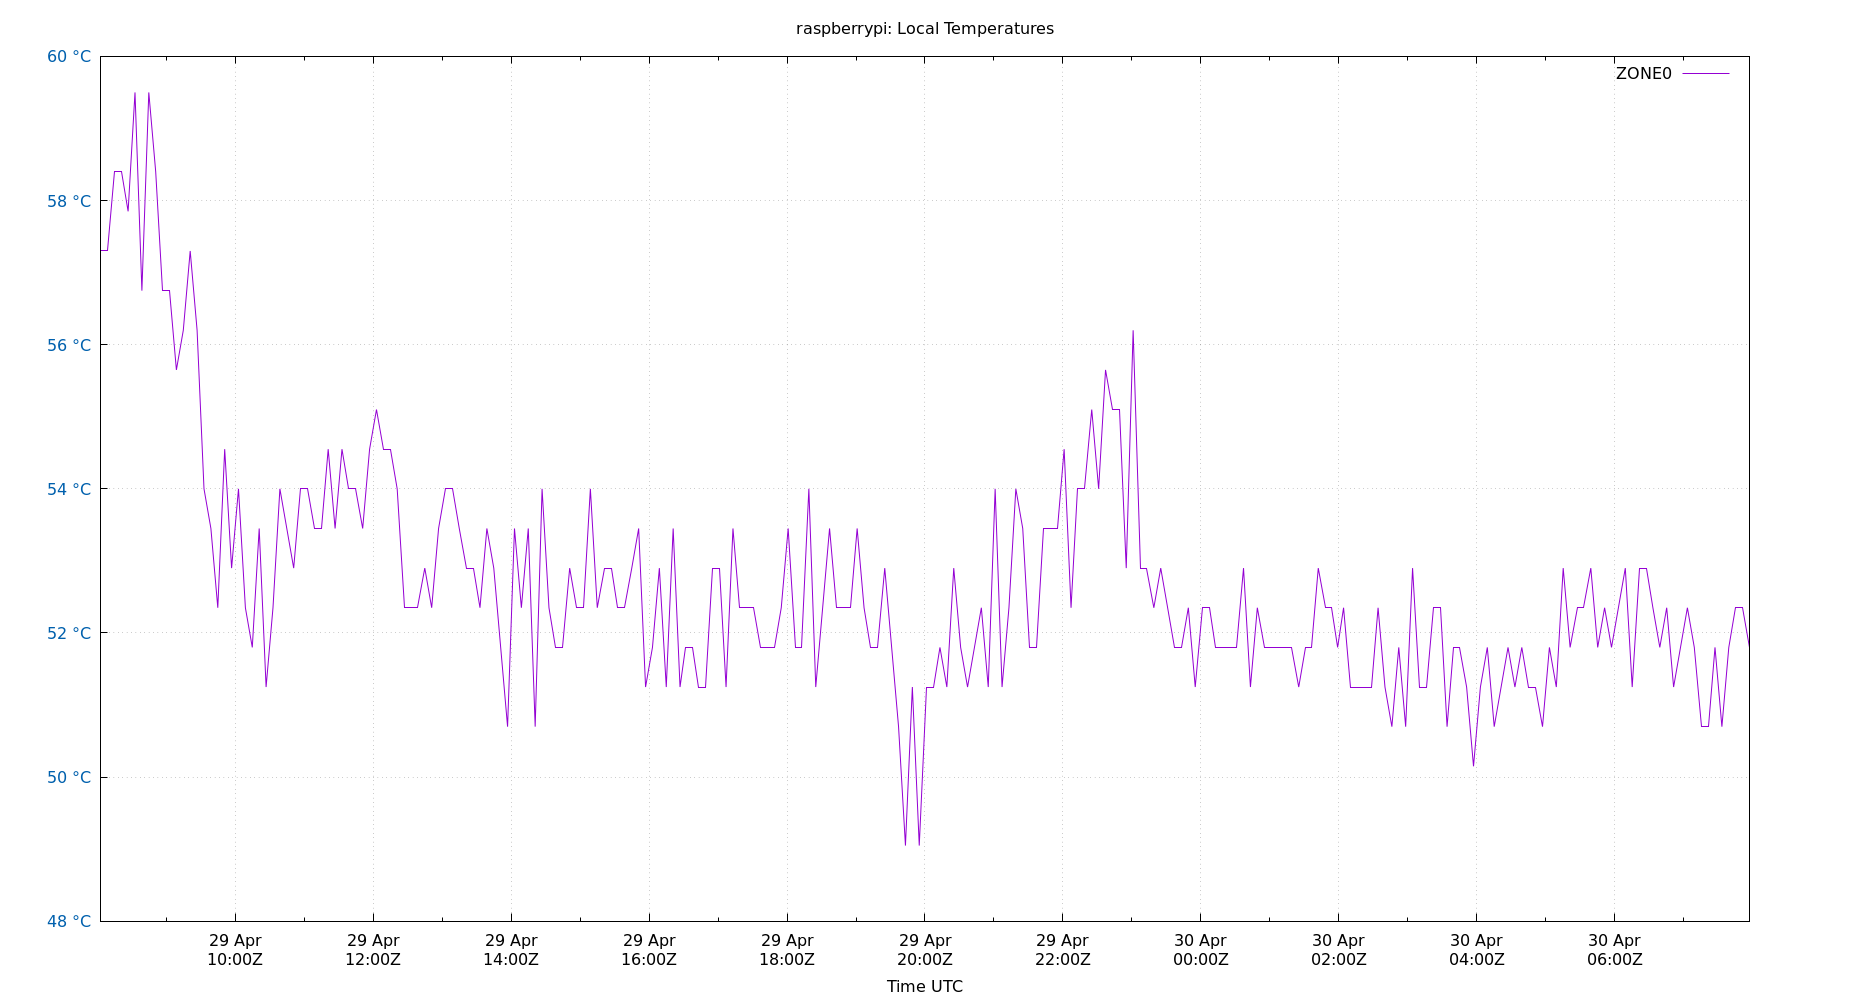 raspberrypi: Local Temperatures
60 °C
ZONE0
58 °C
56 °C
54 °C
52 °C
50 °C
48 °C
29 Apr 29 Apr 29 Apr 29 Apr 29 Apr 29 Apr 29 Apr 30 Apr 30 Apr 30 Apr 30 Apr
10:00Z 12:00Z 14:00Z 16:00Z 18:00Z 20:00Z 22:00Z 00:00Z 02:00Z 04:00Z 06:00Z
Time UTC